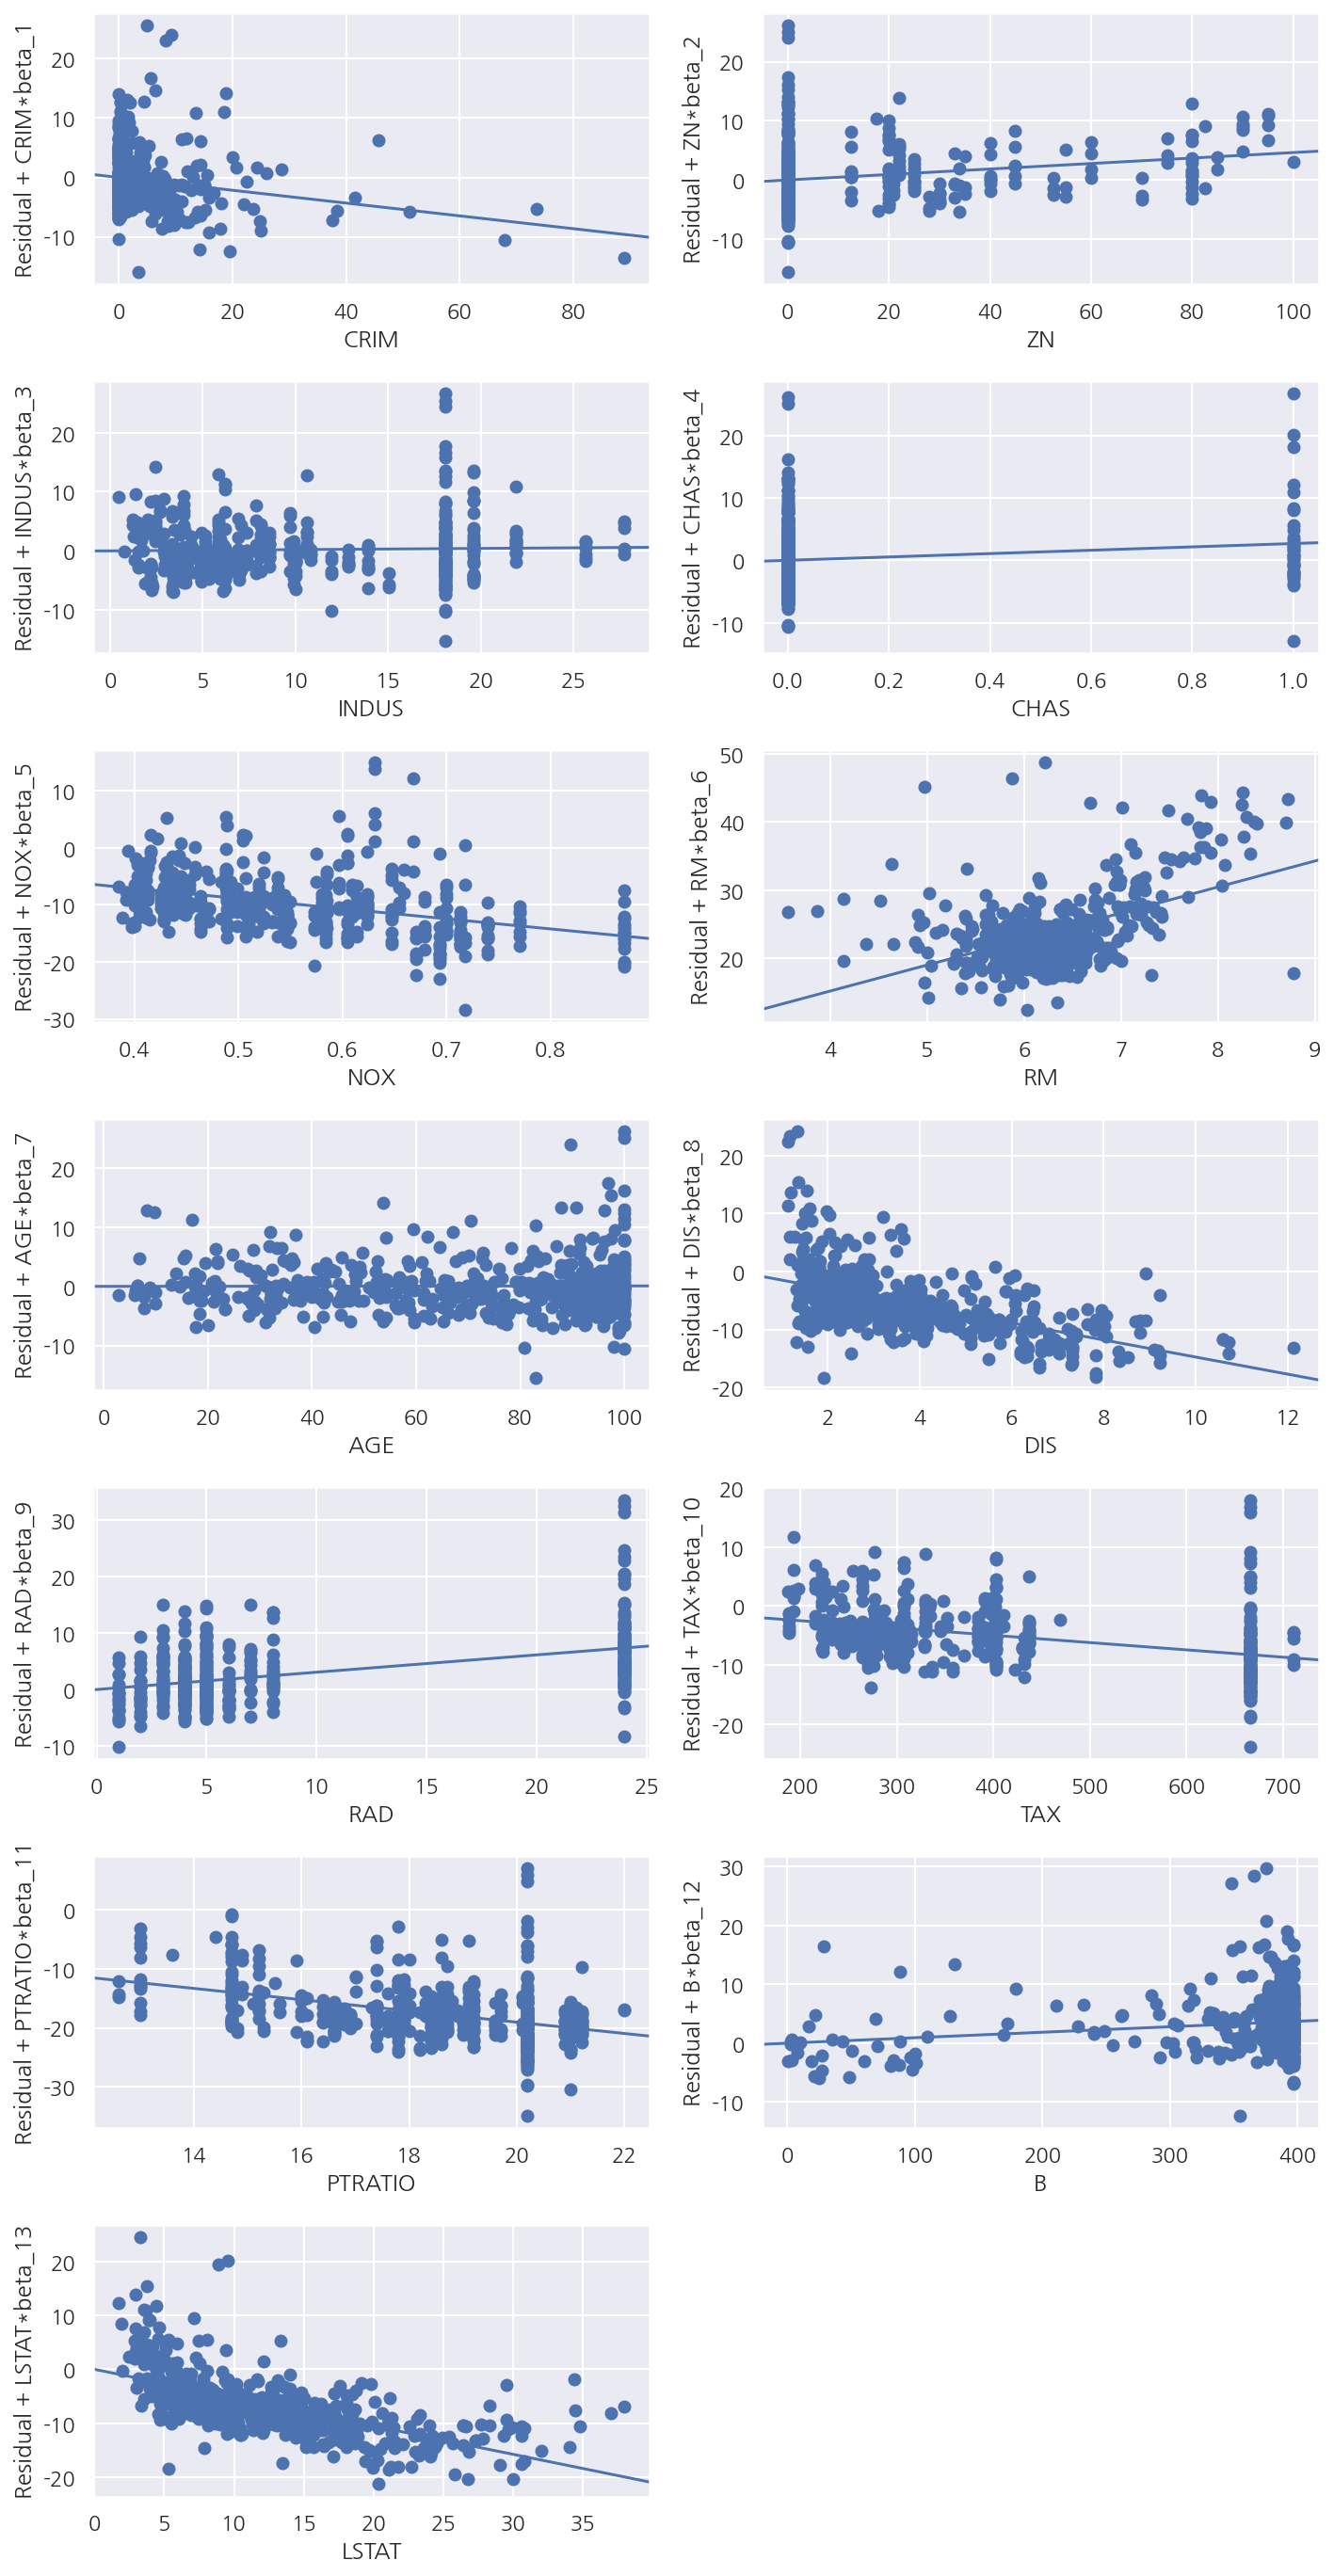 Residual + CRIM*beta_1
20
10
0
-10
0 20 40 60 80
CRIM
Residual + ZN*beta_2
20
10
0
-10
0 20 40 60 80 100
ZN
Residual + INDUS*beta_3
20
10
0
-10
0 5 10 15 20 25
INDUS
Residual + CHAS*beta_4
20
10
0
-10
0.0 0.2 0.4 0.6 0.8 1.0
CHAS
Residual + NOX*beta_5
10
0
-10
-20
-30
0.4 0.5 0.6 0.7 0.8
NOX
Residual + RM*beta_6
50
40
30
20
4 5 6 7 8 9
RM
Residual + AGE*beta_7
20
10
0
-10
0 20 40 60 80 100
AGE
Residual + DIS*beta_8
20
10
0
-10
-20
2 4 6 8 10 12
DIS
Residual + RAD*beta_9
30
20
10
0
-10
0 5 10 15 20 25
RAD
Residual + TAX*beta_10
20
10
0
-10
-20
200 300 400 500 600 700
TAX
Residual + PTRATIO*beta_11
0
-10
-20
-30
14 16 18 20 22
PTRATIO
Residual + B*beta_12
30
20
10
0
-10
0 100 200 300 400
B
Residual + LSTAT*beta_13
20
10
0
-10
-20
0 5 10 15 20 25 30 35
LSTAT